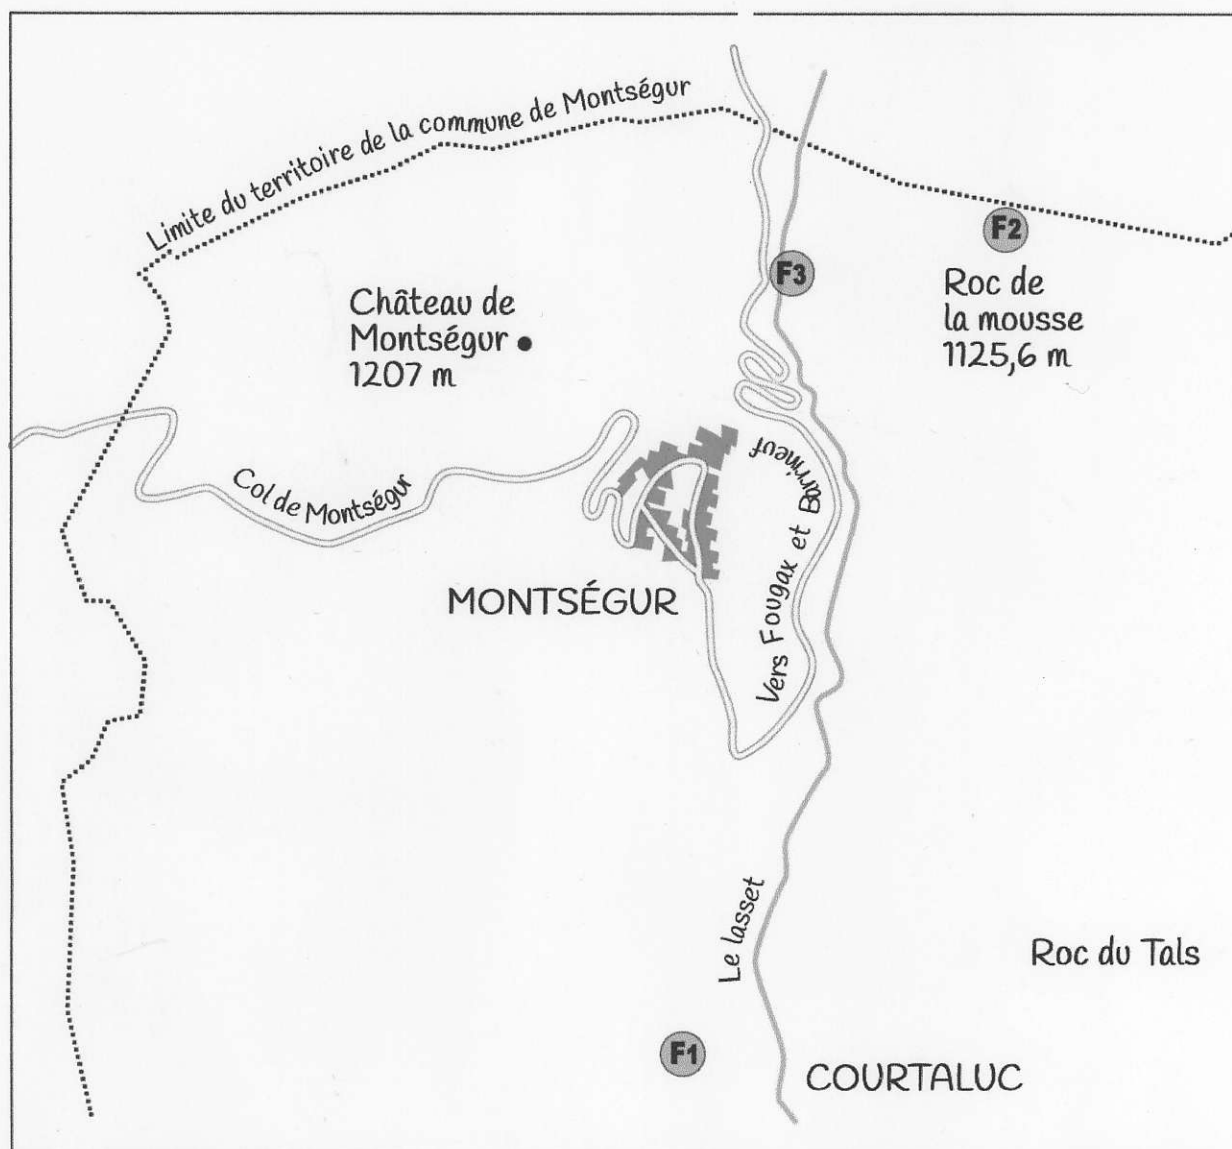 Limite du territoire de la commune de Montségur
F2
F3
Château de
Montségur
1207 m
Roc de
la mousse
1125,6 m
Col de Montségur
Vers Fougax et Barrineuf
MONTSÉGUR
Le lasset
Roc du Tals
F1
COURTALUC